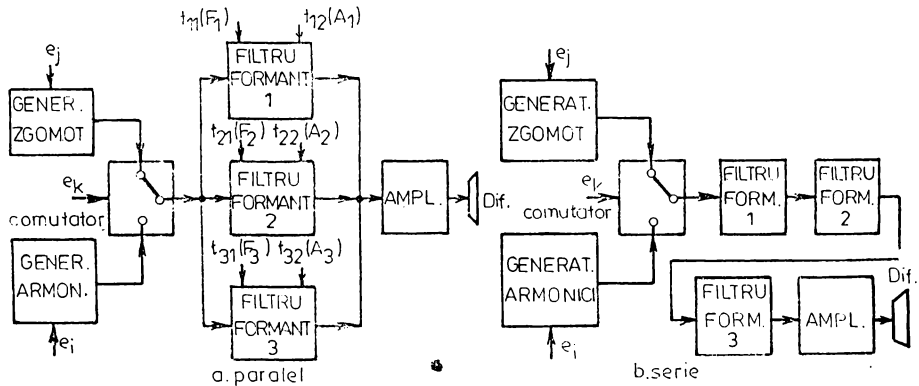 t11(F1) t12(A1)
ej
GENER.
ZGOMOT
ek
comutator
GENER.
ARMON.
ei
FILTRU
FORMANT
1
t21(F2) t22(A2)
FILTRU
FORMANT
2
t31(F3) t32(A3)
FILTRU
FORMANT
3
AMPL.
Dif.
a. paralel
ej
GENERAT.
ZGOMOT
ek
comutator
GENERAT.
ARMONICI
ei
FILTRU
FORM.
1
FILTRU
FORM.
2
FILTRU
FORM.
3
AMPL.
Dif.
b. serie